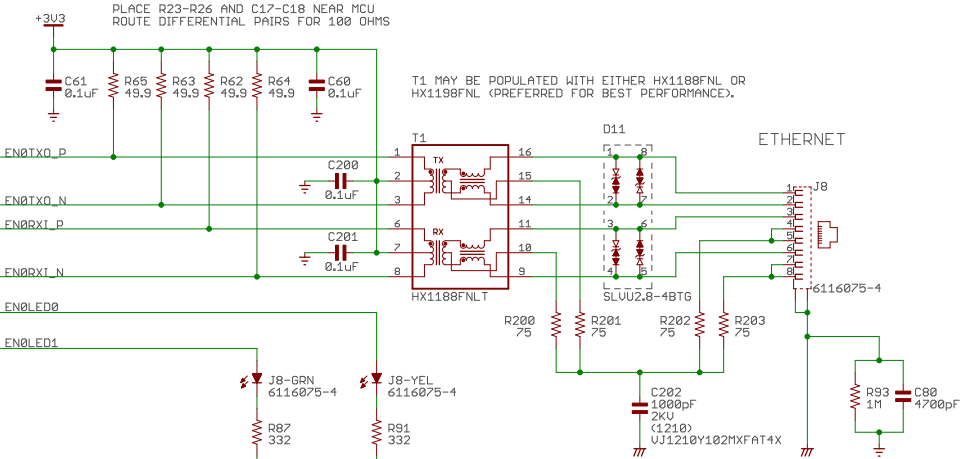 PLACE R23-R26 AND C17-C18 NEAR MCU
ROUTE DIFFERENTIAL PAIRS FOR 100 OHMS
+3V3
C61
0.1uF
R65
49.9
R63
49.9
R62
49.9
R64
49.9
C60
0.1uF
T1 MAY BE POPULATED WITH EITHER HX1188FNL OR
HX1198FNL (PREFERRED FOR BEST PERFORMANCE).
D11
ETHERNET
T1
EN0TXO_P
EN0TXO_N
EN0RXI_P
EN0RXI_N
EN0LED0
EN0LED1
C200
0.1uF
C201
0.1uF
1
2
3
6
7
8
TX
RX
16
15
14
11
10
9
HX1188FNLT
1
8
2
7
3
6
4
5
SLVU2.8-4BTG
J8
1
2
3
4
5
6
7
8
6116075-4
R200
75
R201
75
R202
75
R203
75
J8-GRN
6116075-4
J8-YEL
6116075-4
R87
332
R91
332
C202
1000pF
2KV
(1210)
VJ1210Y102MXFAT4X
R93
1M
C80
4700pF